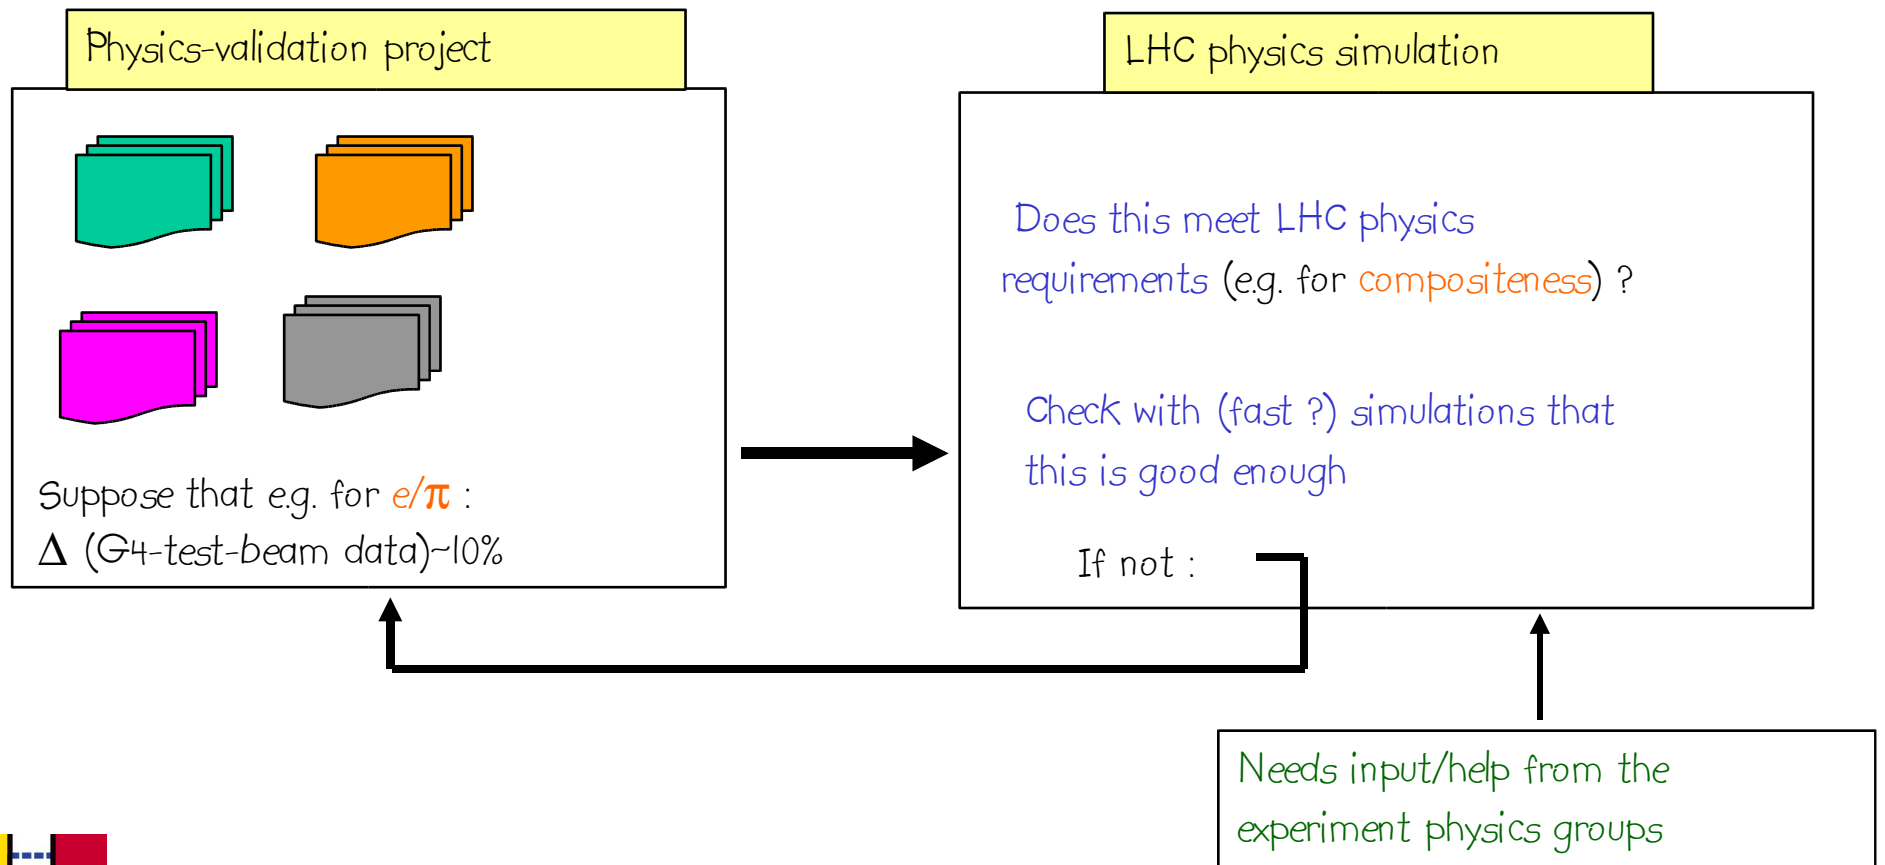 Physics-validation project
Suppose that e.g. for e/π :
Δ (G4-test-beam data)~10%
LHC physics simulation
Does this meet LHC physics
requirements (e.g. for compositeness) ?
Check with (fast ?) simulations that
this is good enough
If not :
Needs input/help from the
experiment physics groups